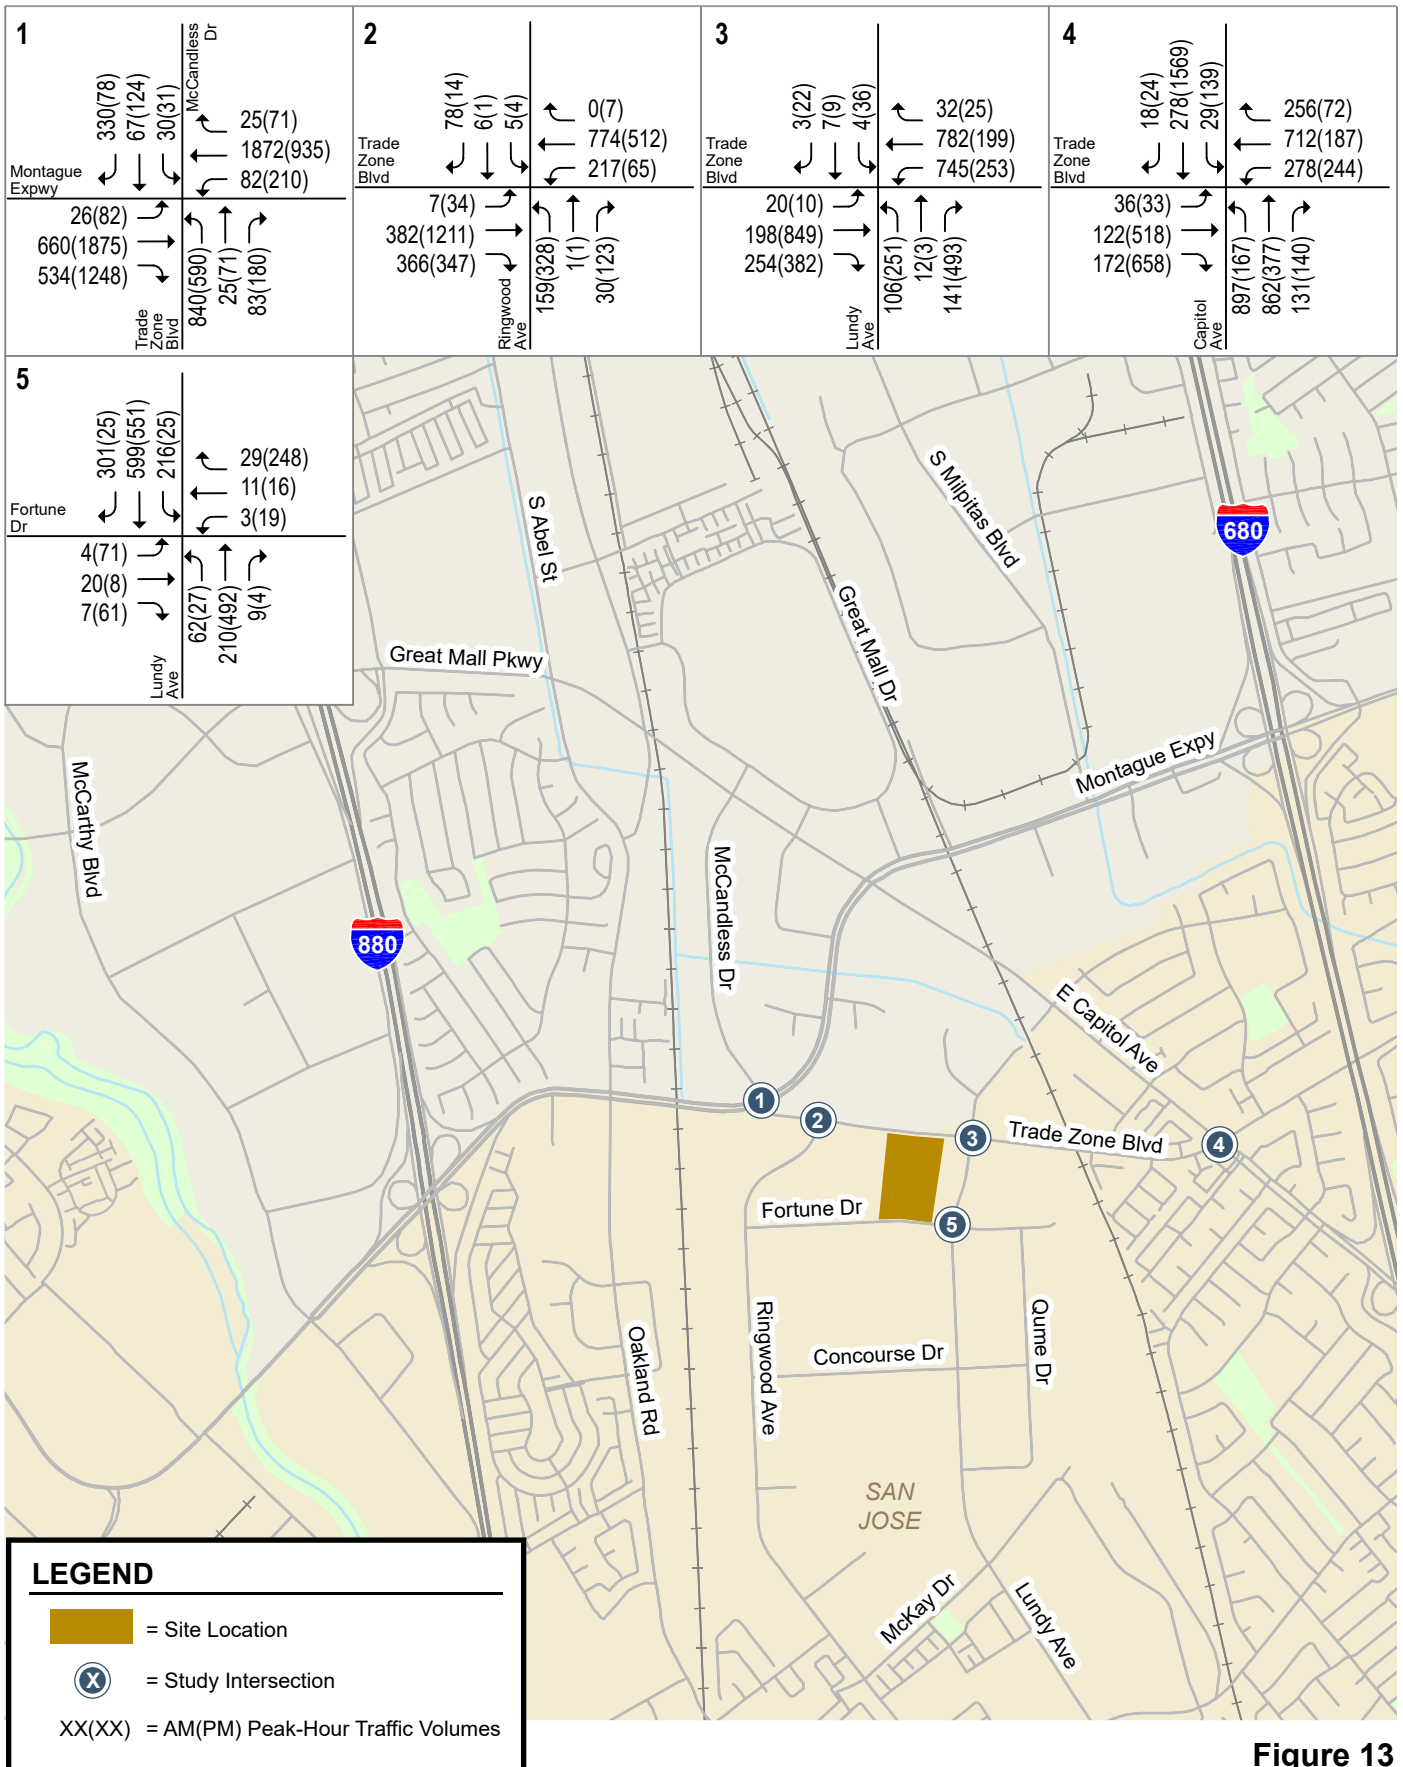 1
McCandless
Dr
330(78)
67(124)
30(31)
25(71)
1872(935)
82(210)
Montague
Expwy
26(82)
660(1875)
534(1248)
840(590)
25(71)
83(180)
Trade
Zone
Blvd
2
78(14)
6(1)
5(4)
0(7)
774(512)
217(65)
Trade
Zone
Blvd
7(34)
382(1211)
366(347)
159(328)
1(1)
30(123)
Ringwood
Ave
3
3(22)
7(9)
4(36)
32(25)
782(199)
745(253)
Trade
Zone
Blvd
20(10)
198(849)
254(382)
106(251)
12(3)
141(493)
Lundy
Ave
4
18(24)
278(1569)
29(139)
256(72)
712(187)
278(244)
Trade
Zone
Blvd
36(33)
122(518)
172(658)
897(167)
862(377)
131(140)
Capitol
Ave
5
301(25)
599(551)
216(25)
29(248)
11(16)
3(19)
Fortune
Dr
4(71)
20(8)
7(61)
62(27)
210(492)
9(4)
Lundy
Ave
S Abel St
S Milpitas Blvd
680
Great Mall Dr
Great Mall Pkwy
Montague Expy
McCarthy Blvd
McCandless Dr
880
E Capitol Ave
1
2
3
Trade Zone Blvd
4
Fortune Dr
5
Ringwood Ave
Qume Dr
Oakland Rd
Concourse Dr
SAN
JOSE
McKay Dr
Lundy Ave
LEGEND
= Site Location
X
= Study Intersection
XX(XX) = AM(PM) Peak-Hour Traffic Volumes
Figure 13